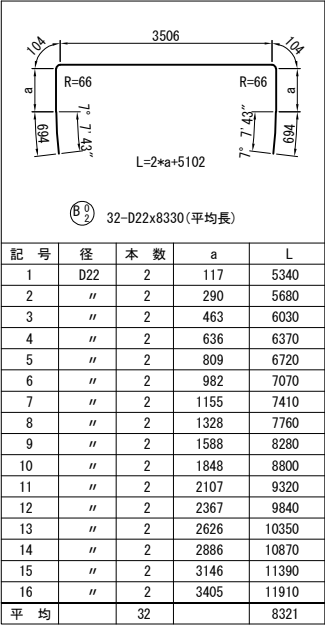 3506
104
104
R=66
R=66
a
a
694
7° 7′ 43″
7° 7′ 43″
694
L=2*a+5102
B 0 2 32-D22x8330(平均長)
記 号 径 本 数 a L
1 D22 2 117 5340
2 〃 2 290 5680
3 〃 2 463 6030
4 〃 2 636 6370
5 〃 2 809 6720
6 〃 2 982 7070
7 〃 2 1155 7410
8 〃 2 1328 7760
9 〃 2 1588 8280
10 〃 2 1848 8800
11 〃 2 2107 9320
12 〃 2 2367 9840
13 〃 2 2626 10350
14 〃 2 2886 10870
15 〃 2 3146 11390
16 〃 2 3405 11910
平 均 32 8321